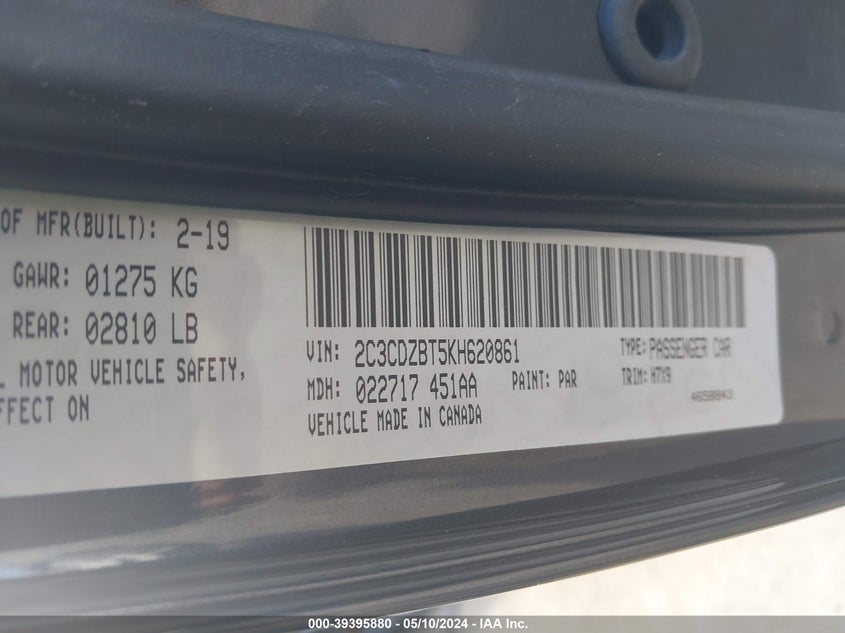 OF MFR(BUILT): 2-19
GAWR: 01275 KG
REAR: 02810 LB
MOTOR VEHICLE SAFETY,
ON
VIN: 2C3CDZBT5KH620861
TYPE: PASSENGER CAR
MDH: 022717 451AA
PAINT: PAR
TRIM: H7X9
VEHICLE MADE IN CANADA
4658843
000-39395880 - 05/10/2024 - IAA Inc.